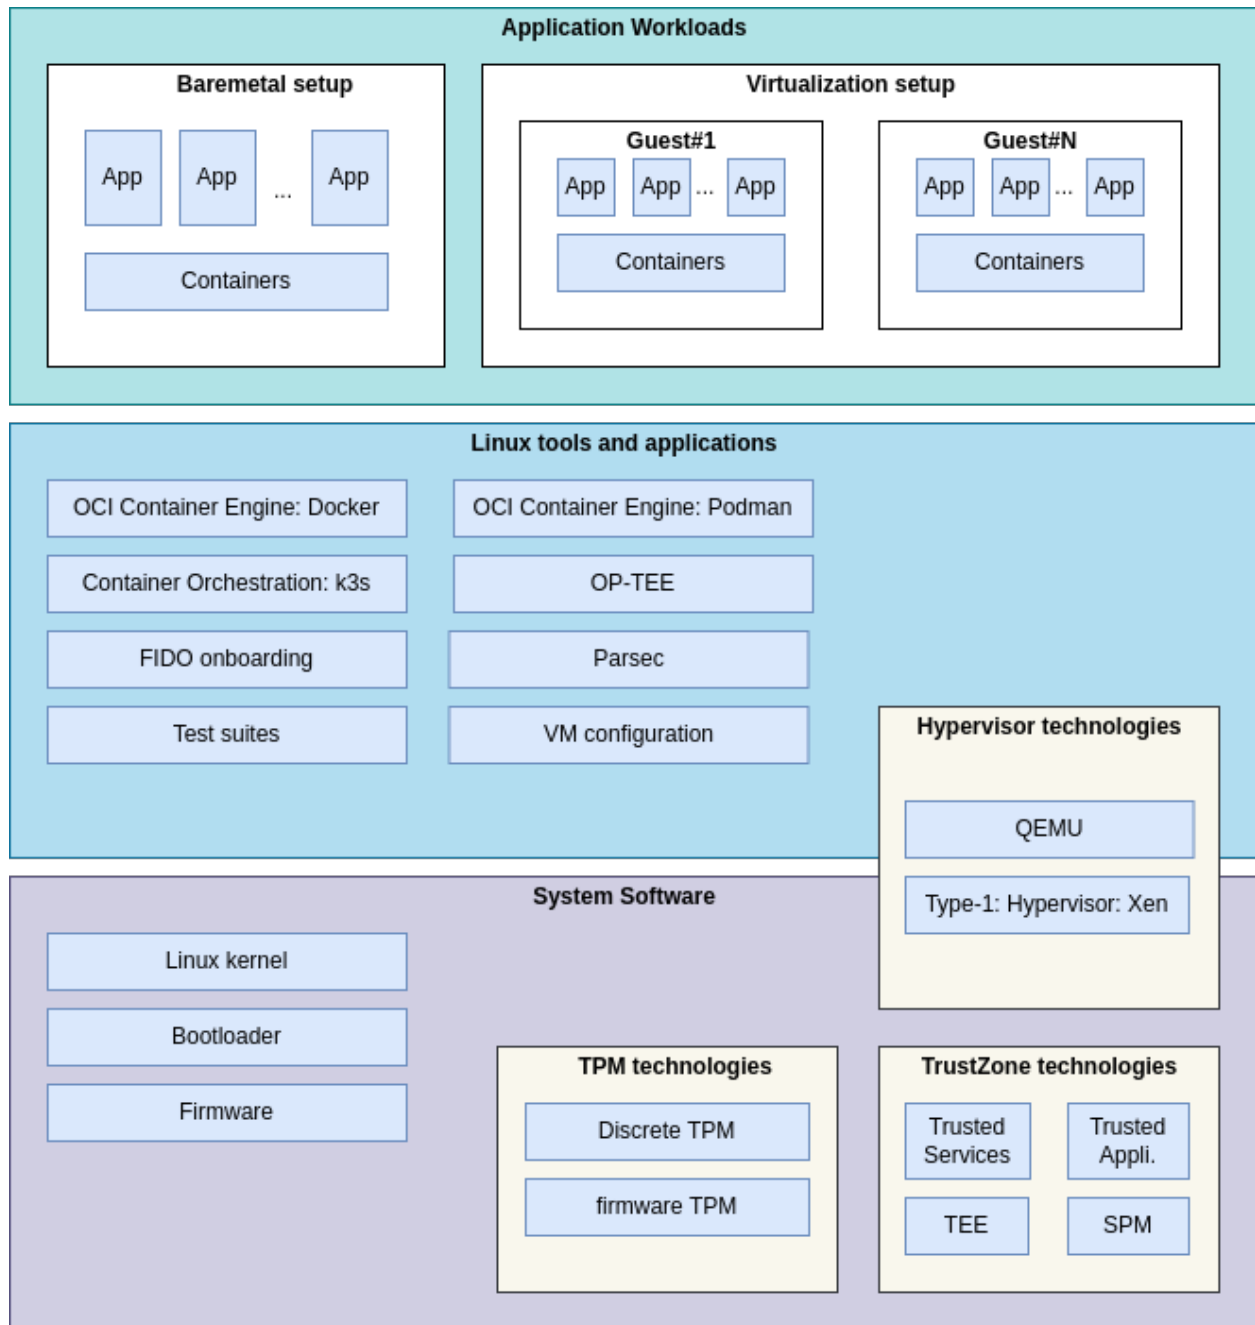 Application Workloads
Baremetal setup
App
App
...
App
Containers
Virtualization setup
Guest#1
App
App
...
App
Containers
Guest#N
App
App
...
App
Containers
Linux tools and applications
OCI Container Engine: Docker
OCI Container Engine: Podman
Container Orchestration: k3s
OP-TEE
FIDO onboarding
Parsec
Test suites
VM configuration
Hypervisor technologies
QEMU
Type-1: Hypervisor: Xen
System Software
Linux kernel
Bootloader
Firmware
TPM technologies
Discrete TPM
firmware TPM
TrustZone technologies
Trusted
Services
Trusted
Appli.
TEE
SPM